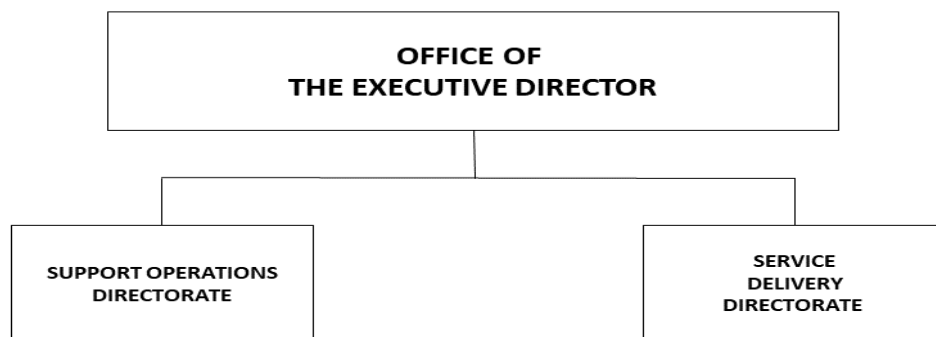 OFFICE OF
THE EXECUTIVE DIRECTOR
SUPPORT OPERATIONS
DIRECTORATE
SERVICE
DELIVERY
DIRECTORATE